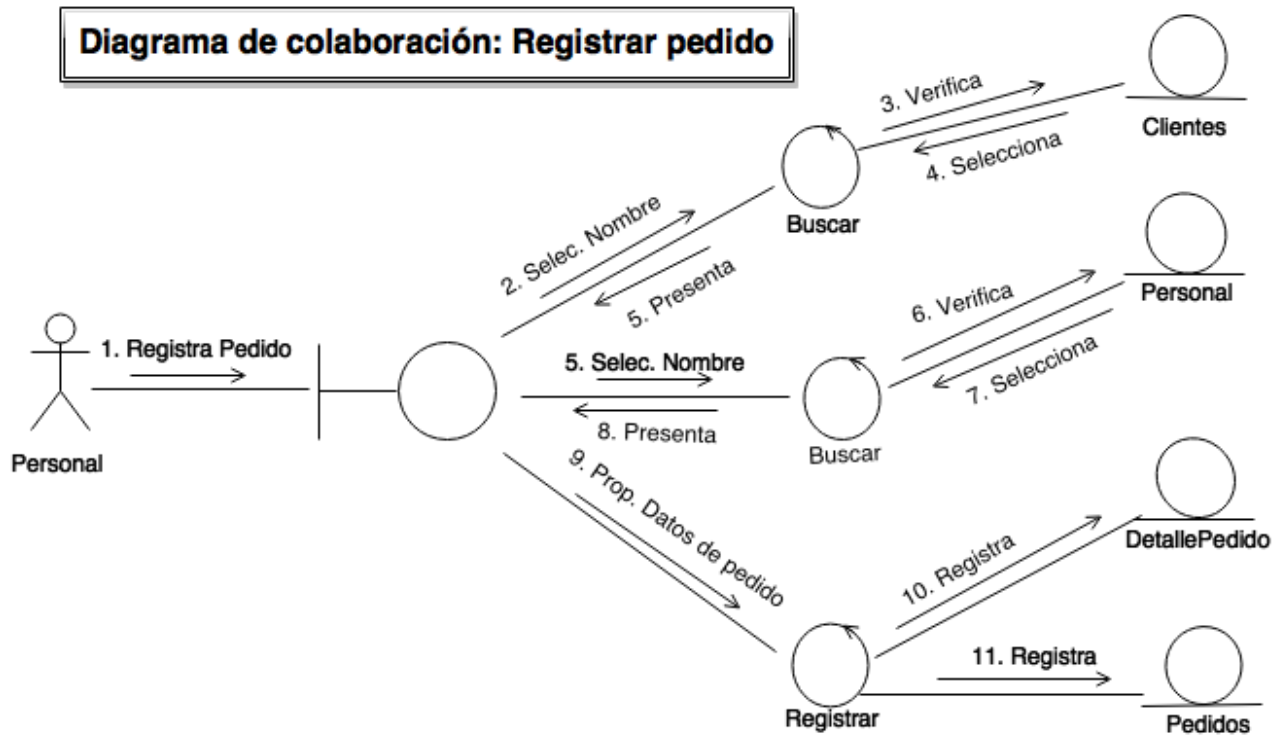 Diagrama de colaboración: Registrar pedido
3. Verifica
Clientes
4. Selecciona
Buscar
2. Selec. Nombre
5. Presenta
6. Verifica
Personal
7. Selecciona
1. Registra Pedido
5. Selec. Nombre
8. Presenta
Buscar
Personal
9. Prop. Datos de pedido
10. Registra
DetallePedido
11. Registra
Registrar
Pedidos